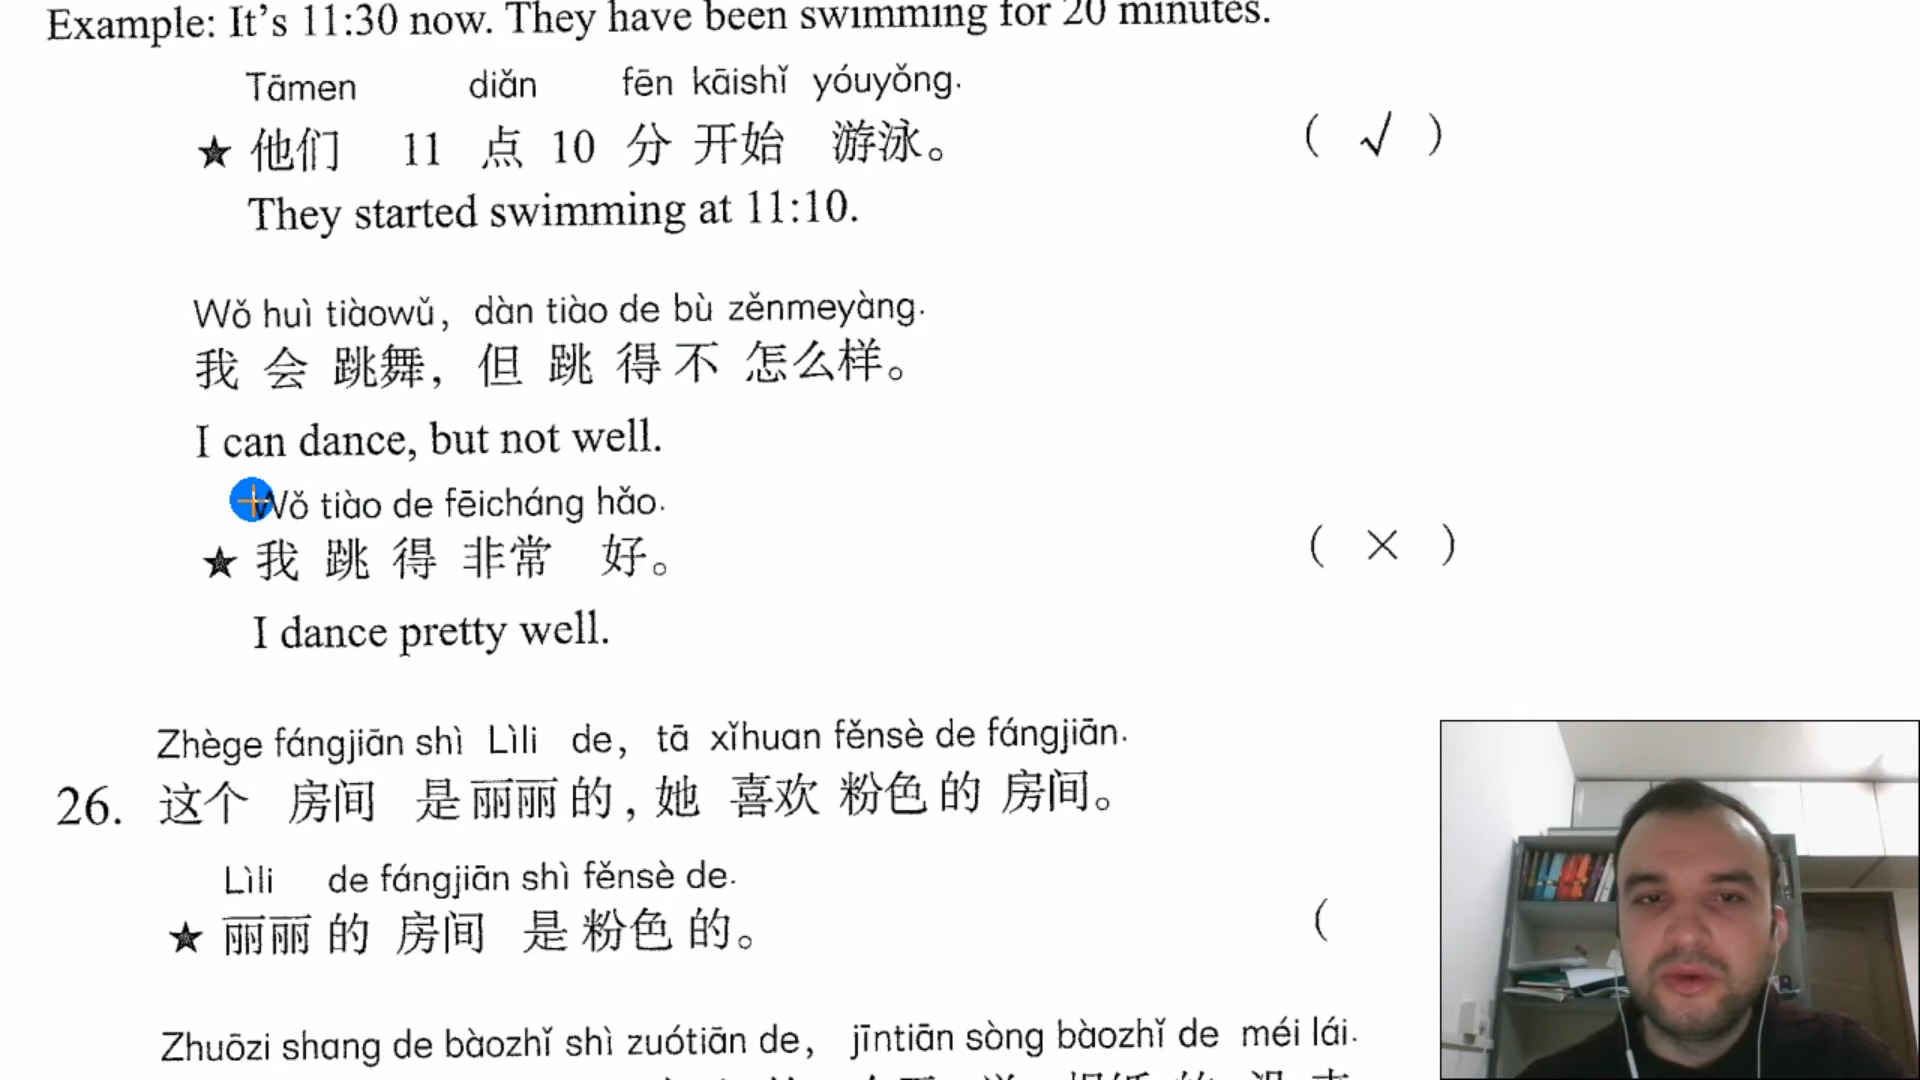 Example: It's 11:30 now. They have been swimming for 20 minutes.
Tāmen diǎn fēn kāishǐ yóuyǒng.
★ 他们 11 点 10 分 开始 游泳。 ( √ )
They started swimming at 11:10.
Wǒ huì tiàowǔ, dàn tiào de bù zěnmeyàng.
我 会 跳舞, 但 跳 得 不 怎么样。
I can dance, but not well.
Wǒ tiào de fēicháng hǎo.
★ 我 跳 得 非常 好。 ( × )
I dance pretty well.
Zhège fángjiān shì Lìli de, tā xǐhuan fěnsè de fángjiān.
26. 这个 房间 是 丽丽 的, 她 喜欢 粉色 的 房间。
Lìli de fángjiān shì fěnsè de.
★ 丽丽 的 房间 是 粉色 的。 (
Zhuōzi shang de bàozhǐ shì zuótiān de, jīntiān sòng bàozhǐ de méi lái.